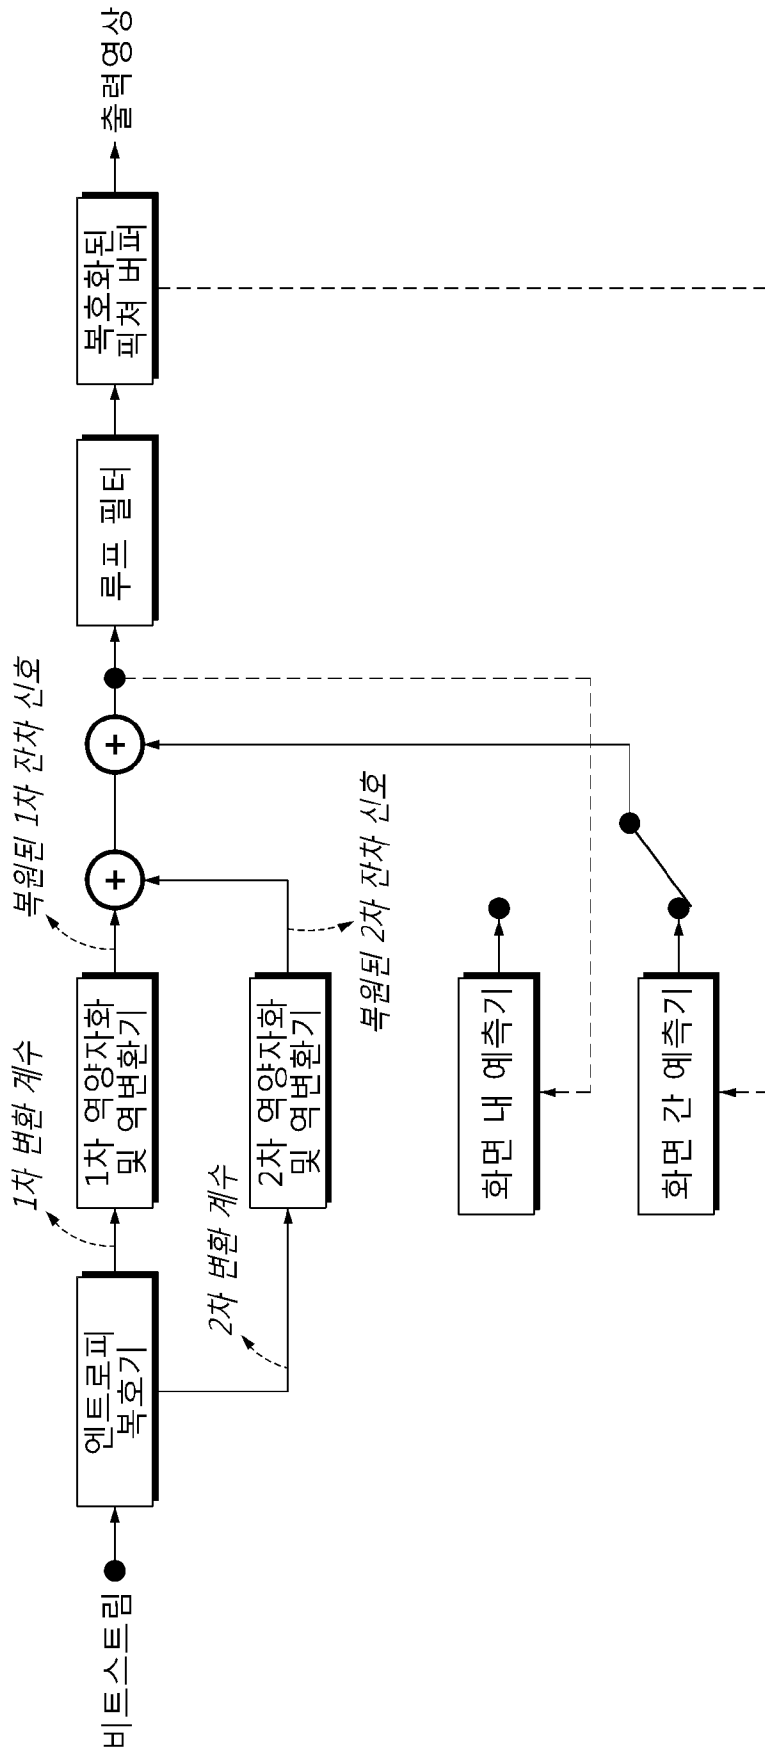 비트스트림
엔트로피
복호기
1차 변환 계수
2차 변환 계수
1차 역양자화
및 역변환기
2차 역양자화
및 역변환기
복원된 1차 잔차 신호
복원된 2차 잔차 신호
+
+
루프 필터
복호화된
픽쳐 버퍼
출력영상
화면 내 예측기
화면 간 예측기